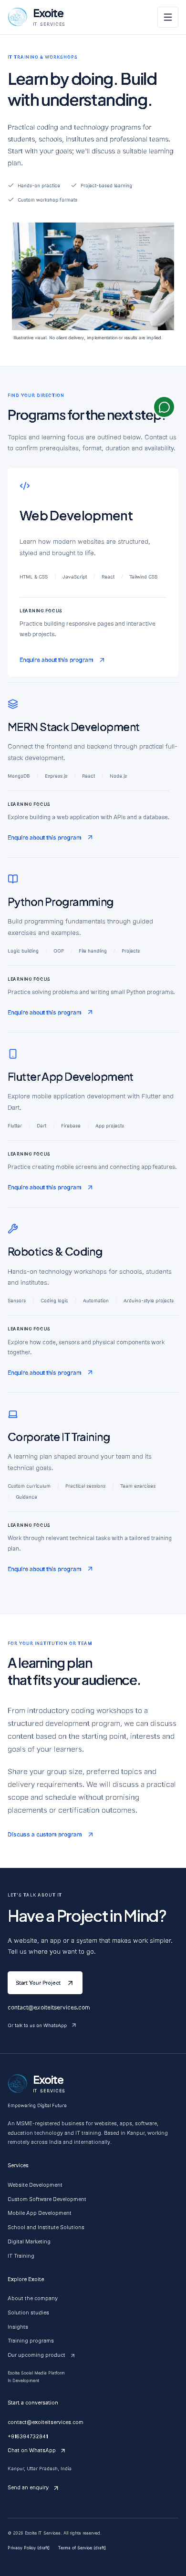 Exoite
IT SERVICES
IT TRAINING & WORKSHOPS
Learn by doing. Build
with understanding.
Practical coding and technology programs for
students, schools, institutes and professional teams.
Start with your goals; we'll discuss a suitable learning
plan.
Hands-on practice
Project-based learning
Custom workshop formats
Illustrative visual. No client delivery, implementation or results are implied.
FIND YOUR DIRECTION
Programs for the next step
Topics and learning focus are outlined below. Contact us
to confirm prerequisites, format, duration and availability.
Web Development
Learn how modern websites are structured,
styled and brought to life.
HTML & CSS
JavaScript
React
Tailwind CSS
LEARNING FOCUS
Practice building responsive pages and interactive
web projects.
Enquire about this program
MERN Stack Development
Connect the frontend and backend through practical full-
stack development.
MongoDB
Express.js
React
Node.js
LEARNING FOCUS
Explore building a web application with APIs and a database.
Enquire about this program
Python Programming
Build programming fundamentals through guided
exercises and examples.
Logic building
OOP
File handling
Projects
LEARNING FOCUS
Practice solving problems and writing small Python programs.
Enquire about this program
Flutter App Development
Explore mobile application development with Flutter and
Dart.
Flutter
Dart
Firebase
App projects
LEARNING FOCUS
Practice creating mobile screens and connecting app features.
Enquire about this program
Robotics & Coding
Hands-on technology workshops for schools, students
and institutes.
Sensors
Coding logic
Automation
Arduino-style projects
LEARNING FOCUS
Explore how code, sensors and physical components work
together.
Enquire about this program
Corporate IT Training
A learning plan shaped around your team and its
technical goals.
Custom curriculum
Practical sessions
Team exercises
Guidance
LEARNING FOCUS
Work through relevant technical tasks with a tailored training
plan.
Enquire about this program
FOR YOUR INSTITUTION OR TEAM
A learning plan
that fits your audience.
From introductory coding workshops to a
structured development program, we can discuss
content based on the starting point, interests and
goals of your learners.
Share your group size, preferred topics and
delivery requirements. We will discuss a practical
scope and schedule without promising
placements or certification outcomes.
Discuss a custom program
LET'S TALK ABOUT IT
Have a Project in Mind?
A website, an app or a system that makes work simpler.
Tell us where you want to go.
Start Your Project
contact@exoiteitservices.com
Or talk to us on WhatsApp
Exoite
IT SERVICES
Empowering Digital Future
An MSME-registered business for websites, apps, software,
education technology and IT training. Based in Kanpur, working
remotely across India and internationally.
Services
Website Development
Custom Software Development
Mobile App Development
School and Institute Solutions
Digital Marketing
IT Training
Explore Exoite
About the company
Solution studies
Insights
Training programs
Our upcoming product
Exoite Social Media Platform
In Development
Start a conversation
contact@exoiteitservices.com
+916394732841
Chat on WhatsApp
Kanpur, Uttar Pradesh, India
Send an enquiry
© 2026 Exoite IT Services. All rights reserved.
Privacy Policy (draft)
Terms of Service (draft)